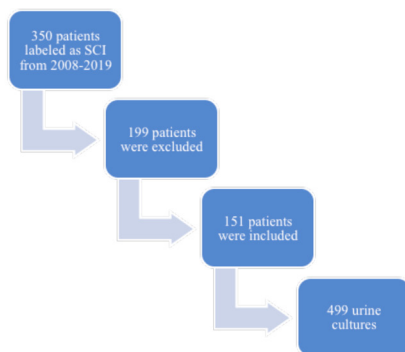 350 patients
labeled as SCI
from 2008-2019
199 patients
were excluded
151 patients
were included
499 urine
cultures